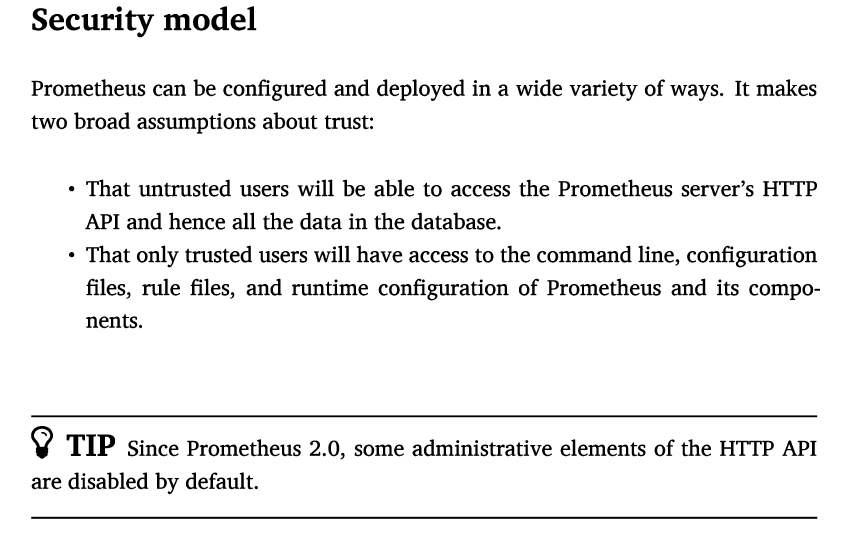 Security model
Prometheus can be configured and deployed in a wide variety of ways. It makes
two broad assumptions about trust:
• That untrusted users will be able to access the Prometheus server’s HTTP
API and hence all the data in the database.
• That only trusted users will have access to the command line, configuration
files, rule files, and runtime configuration of Prometheus and its compo-
nents.
TIP Since Prometheus 2.0, some administrative elements of the HTTP API
are disabled by default.